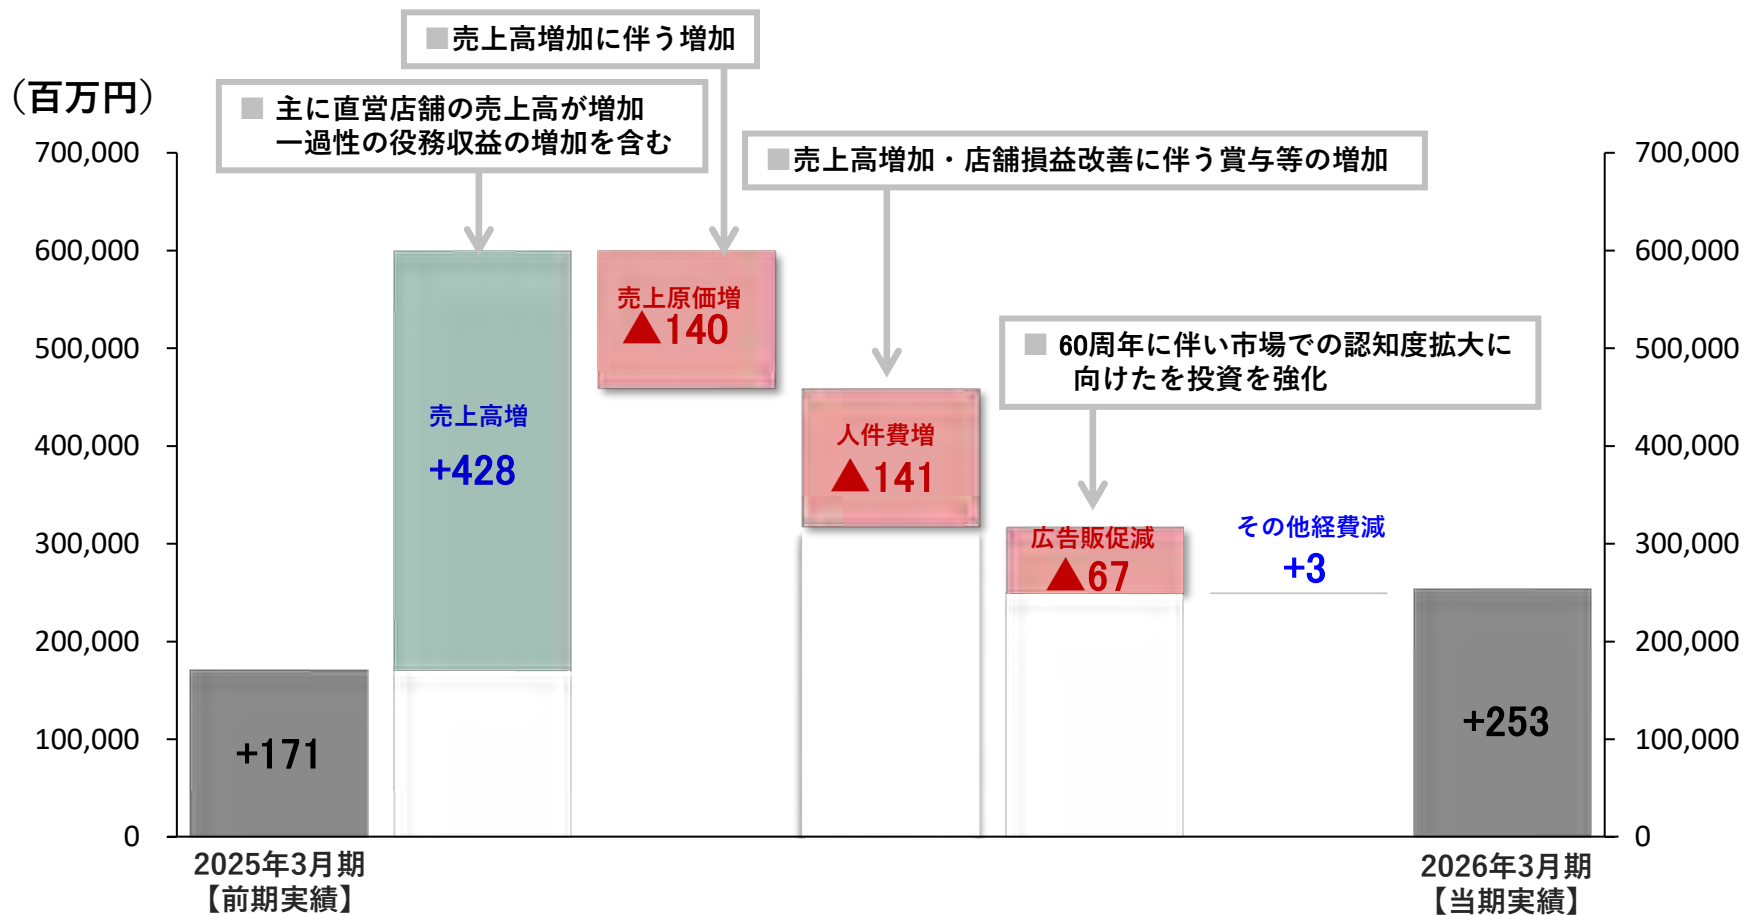 ■売上高増加に伴う増加
（百万円）
■ 主に直営店舗の売上高が増加
一過性の役務収益の増加を含む
■売上高増加・店舗損益改善に伴う賞与等の増加
■ 60周年に伴い市場での認知度拡大に
向けたを投資を強化
700,000
600,000
500,000
400,000
300,000
200,000
100,000
0
売上高増
+428
売上原価増
▲140
人件費増
▲141
広告販促減
▲67
その他経費減
+3
+171
+253
700,000
600,000
500,000
400,000
300,000
200,000
100,000
0
2025年3月期
【前期実績】
2026年3月期
【当期実績】